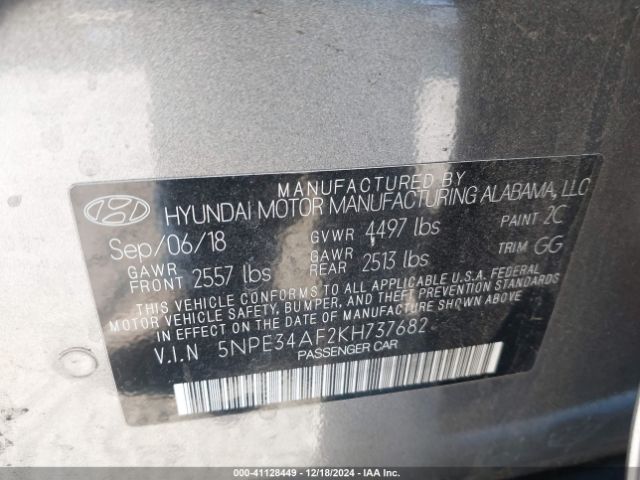 MANUFACTURED BY
HYUNDAI MOTOR MANUFACTURING ALABAMA, LLC
Sep/06/18 GVWR 4497 lbs PAINT 2C
GAWR FRONT 2557 lbs GAWR REAR 2513 lbs TRIM GG
THIS VEHICLE CONFORMS TO ALL APPLICABLE U.S.A. FEDERAL
MOTOR VEHICLE SAFETY, BUMPER, AND THEFT PREVENTION STANDARDS
IN EFFECT ON THE DATE OF MANUFACTURE SHOWN ABOVE.
V.I.N 5NPE34AF2KH737682
PASSENGER CAR
000-41128449 — 12/18/2024 — IAA Inc.